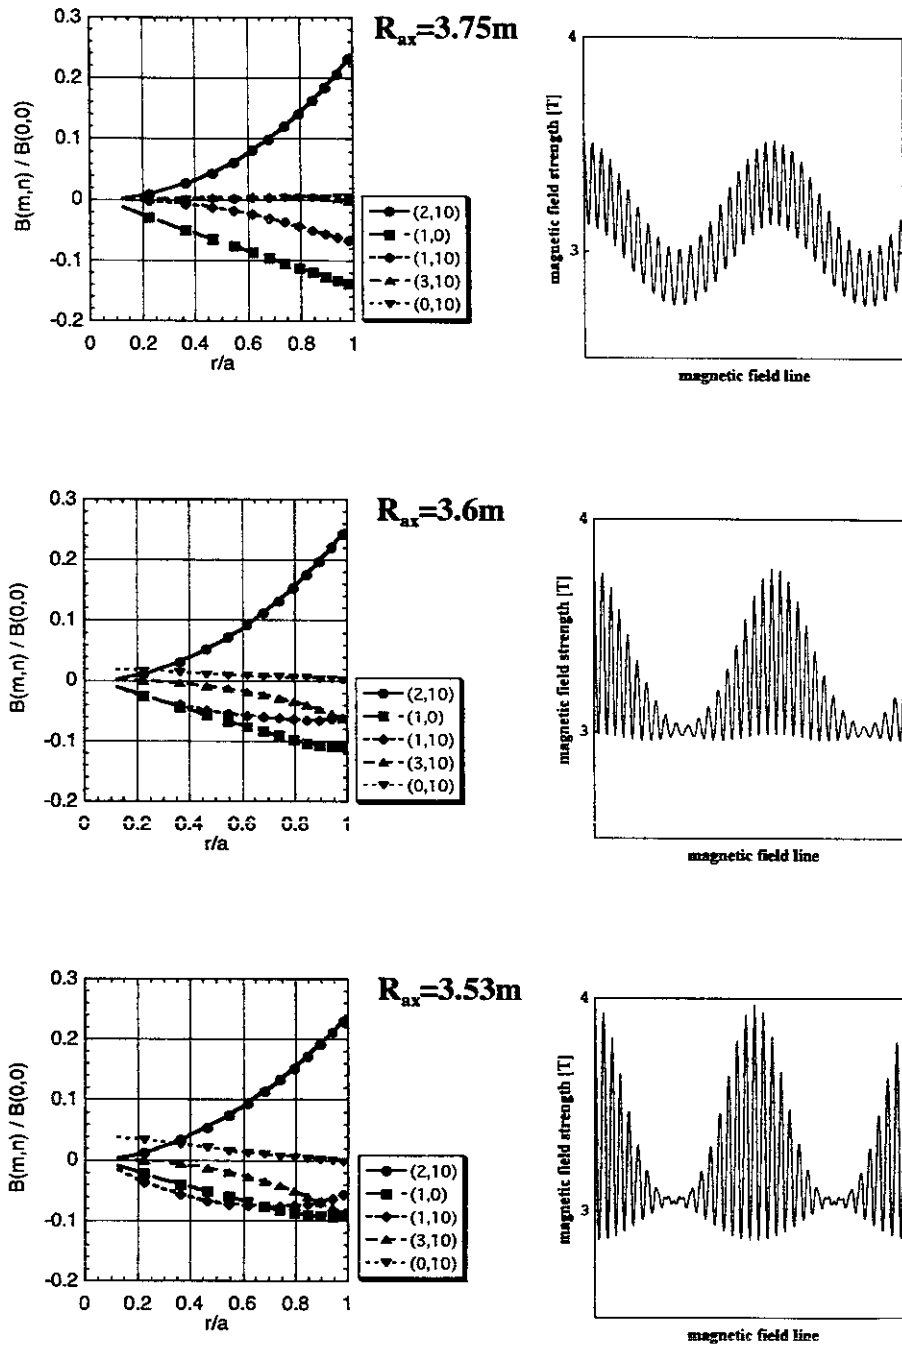 R_ax=3.75m
0.3
0.2
0.1
0
-0.1
-0.2
B(m,n) / B(0,0)
0 0.2 0.4 0.6 0.8 1
r/a
(2,10)
(1,0)
(1,10)
(3,10)
(0,10)
4
3
magnetic field strength [T]
magnetic field line
R_ax=3.6m
0.3
0.2
0.1
0
-0.1
-0.2
B(m,n) / B(0,0)
0 0.2 0.4 0.6 0.8 1
r/a
(2,10)
(1,0)
(1,10)
(3,10)
(0,10)
4
3
magnetic field strength [T]
magnetic field line
R_ax=3.53m
0.3
0.2
0.1
0
-0.1
-0.2
B(m,n) / B(0,0)
0 0.2 0.4 0.6 0.8 1
r/a
(2,10)
(1,0)
(1,10)
(3,10)
(0,10)
4
3
magnetic field strength [T]
magnetic field line